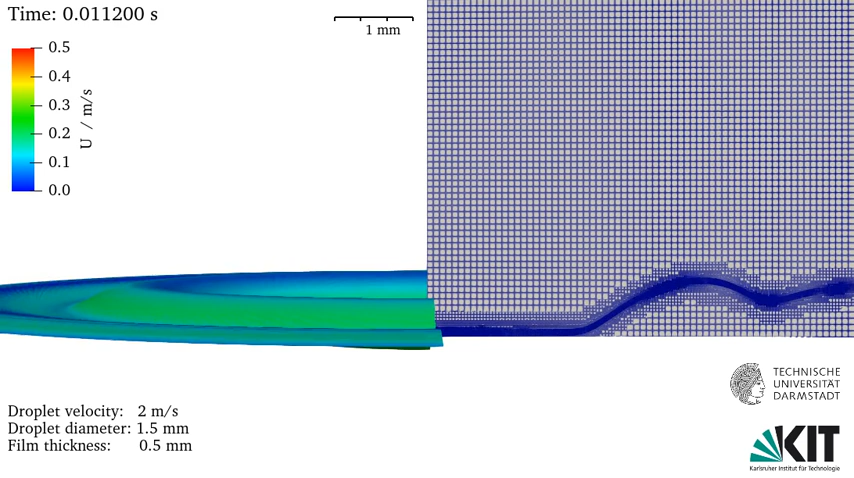 Time: 0.011200 s
1 mm
0.5
0.4
0.3
0.2
0.1
0.0
U / m/s
TECHNISCHE
UNIVERSITÄT
DARMSTADT
Droplet velocity: 2 m/s
Droplet diameter: 1.5 mm
Film thickness: 0.5 mm
KIT
Karlsruher Institut für Technologie